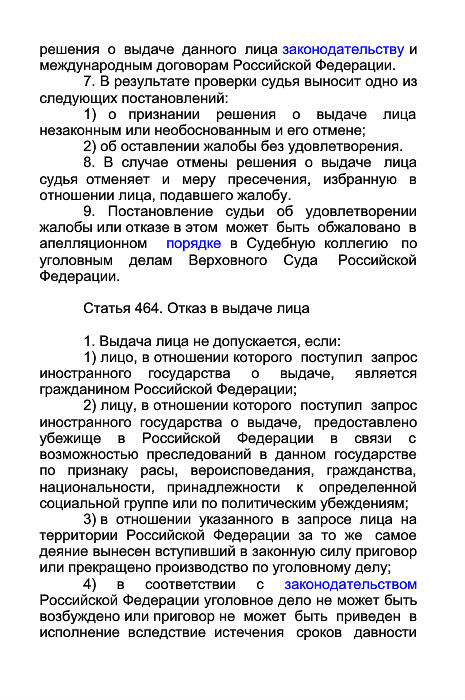 решения о выдаче данного лица законодательству и
международным договорам Российской Федерации.
7. В результате проверки судья выносит одно из
следующих постановлений:
1) о признании решения о выдаче лица
незаконным или необоснованным и его отмене;
2) об оставлении жалобы без удовлетворения.
8. В случае отмены решения о выдаче лица
судья отменяет и меру пресечения, избранную в
отношении лица, подавшего жалобу.
9. Постановление судьи об удовлетворении
жалобы или отказе в этом может быть обжаловано в
апелляционном порядке в Судебную коллегию по
уголовным делам Верховного Суда Российской
Федерации.
Статья 464. Отказ в выдаче лица
1. Выдача лица не допускается, если:
1) лицо, в отношении которого поступил запрос
иностранного государства о выдаче, является
гражданином Российской Федерации;
2) лицу, в отношении которого поступил запрос
иностранного государства о выдаче, предоставлено
убежище в Российской Федерации в связи с
возможностью преследований в данном государстве
по признаку расы, вероисповедания, гражданства,
национальности, принадлежности к определенной
социальной группе или по политическим убеждениям;
3) в отношении указанного в запросе лица на
территории Российской Федерации за то же самое
деяние вынесен вступивший в законную силу приговор
или прекращено производство по уголовному делу;
4) в соответствии с законодательством
Российской Федерации уголовное дело не может быть
возбуждено или приговор не может быть приведен в
исполнение вследствие истечения сроков давности